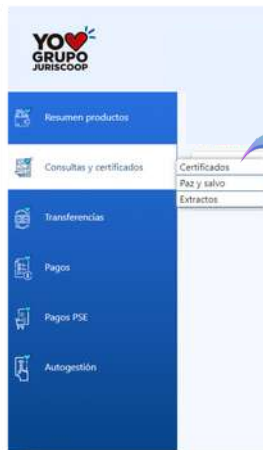 YO
GRUPO
JURISCOOP
Resumen productos
Consultas y certificados
Certificados
Paz y salvo
Extractos
Transferencias
Pagos
Pagos PSE
Autogestión